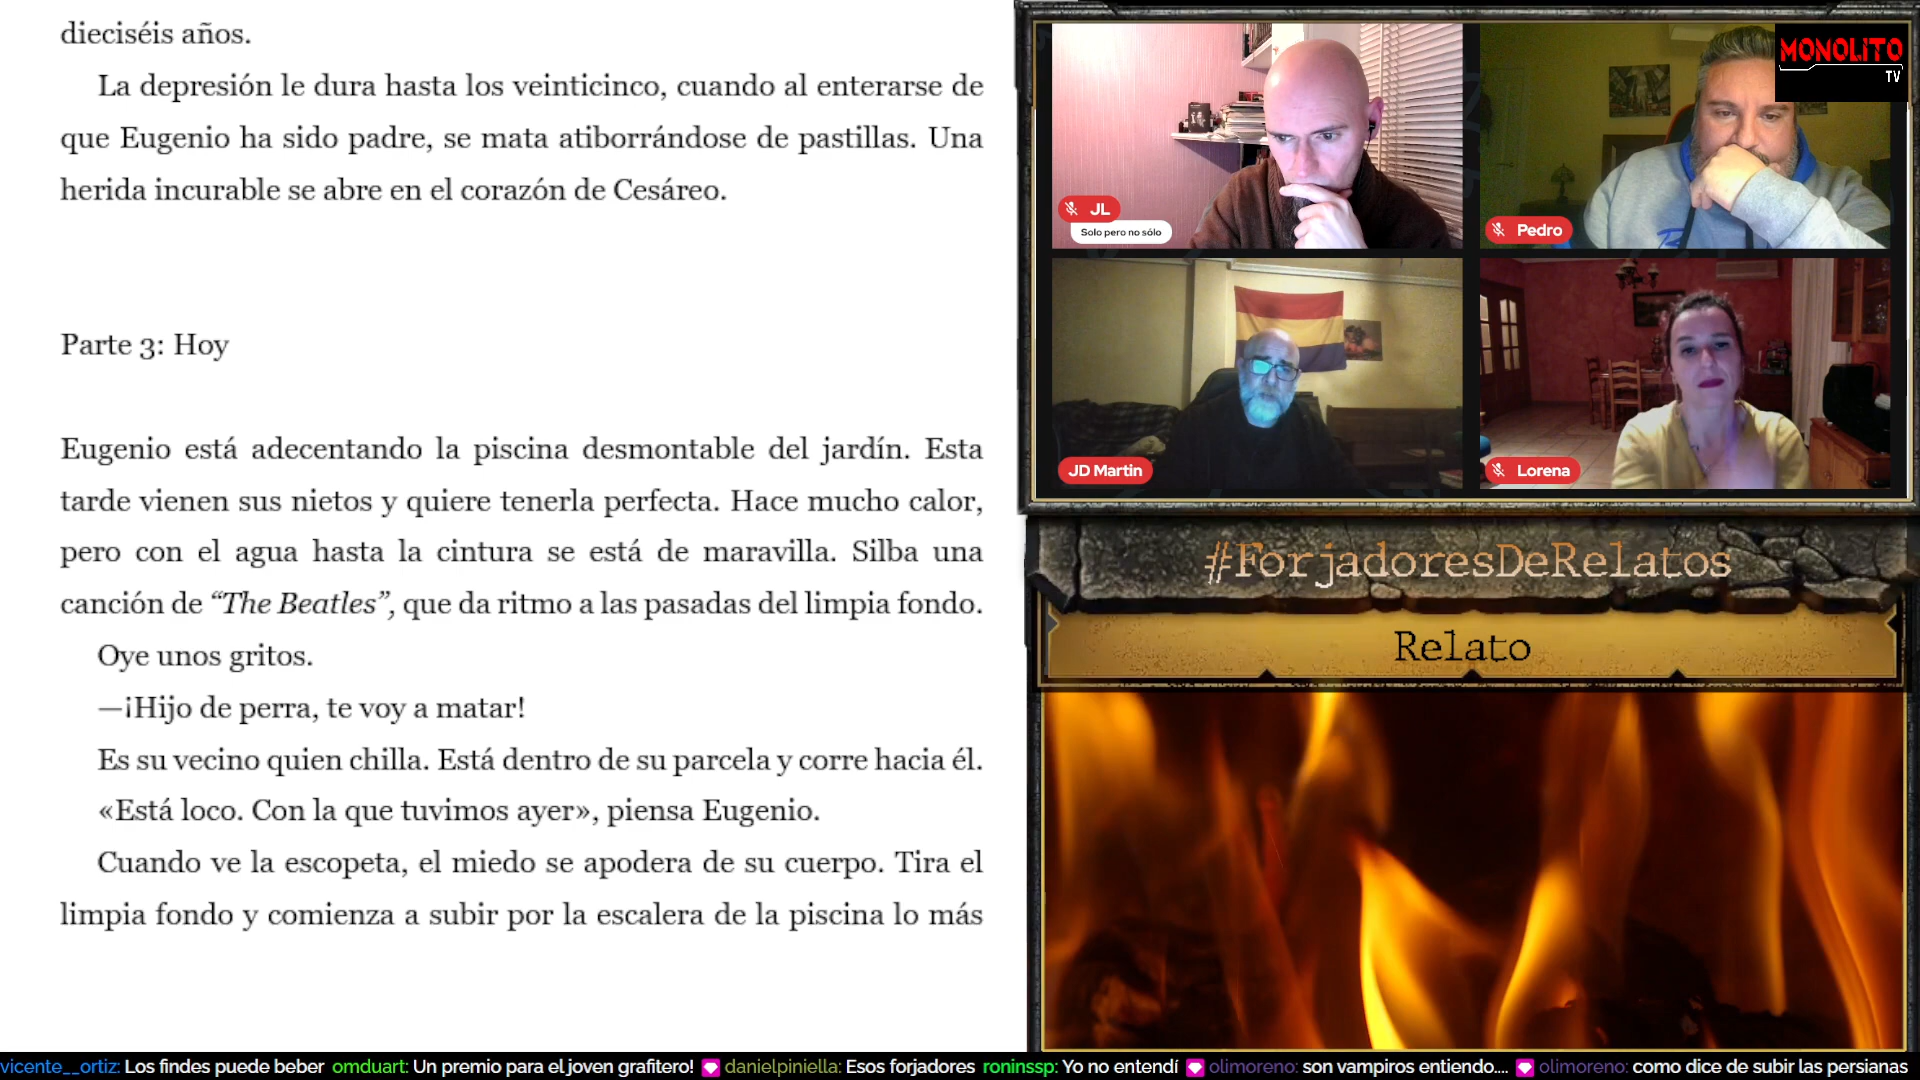 dieciséis años.
La depresión le dura hasta los veinticinco, cuando al enterarse de
que Eugenio ha sido padre, se mata atiborrándose de pastillas. Una
herida incurable se abre en el corazón de Cesáreo.
Parte 3: Hoy
Eugenio está adecentando la piscina desmontable del jardín. Esta
tarde vienen sus nietos y quiere tenerla perfecta. Hace mucho calor,
pero con el agua hasta la cintura se está de maravilla. Silba una
canción de “The Beatles”, que da ritmo a las pasadas del limpia fondo.
Oye unos gritos.
—¡Hijo de perra, te voy a matar!
Es su vecino quien chilla. Está dentro de su parcela y corre hacia él.
«Está loco. Con la que tuvimos ayer», piensa Eugenio.
Cuando ve la escopeta, el miedo se apodera de su cuerpo. Tira el
limpia fondo y comienza a subir por la escalera de la piscina lo más
MONOLITO
TV
JL
Solo pero no sólo
Pedro
JD Martin
Lorena
#ForjadoresDeRelatos
Relato
vicente__ortiz: Los findes puede beber omduart: Un premio para el joven grafitero! danielpiniella: Esos forjadores roninssp: Yo no entendí olimoreno: son vampiros entiendo.... olimoreno: como dice de subir las persianas